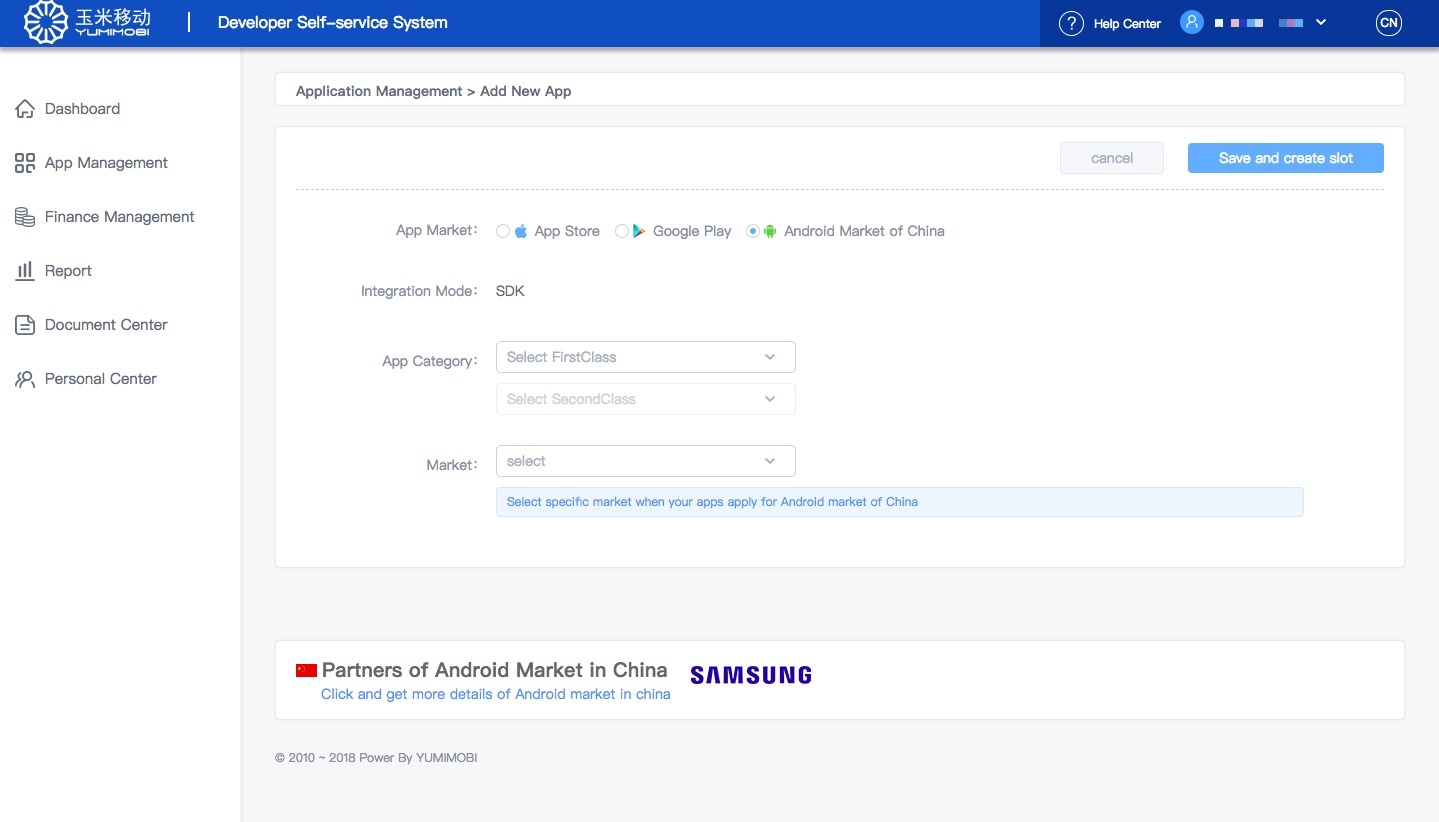 玉米移动
YUMIMOBI
Developer Self-service System
Help Center
CN
Dashboard
App Management
Finance Management
Report
Document Center
Personal Center
Application Management > Add New App
cancel
Save and create slot
App Market: App Store Google Play Android Market of China
Integration Mode: SDK
App Category: Select FirstClass
Select SecondClass
Market: select
Select specific market when your apps apply for Android market of China
Partners of Android Market in China
SAMSUNG
Click and get more details of Android market in china
© 2010 ~ 2018 Power By YUMIMOBI